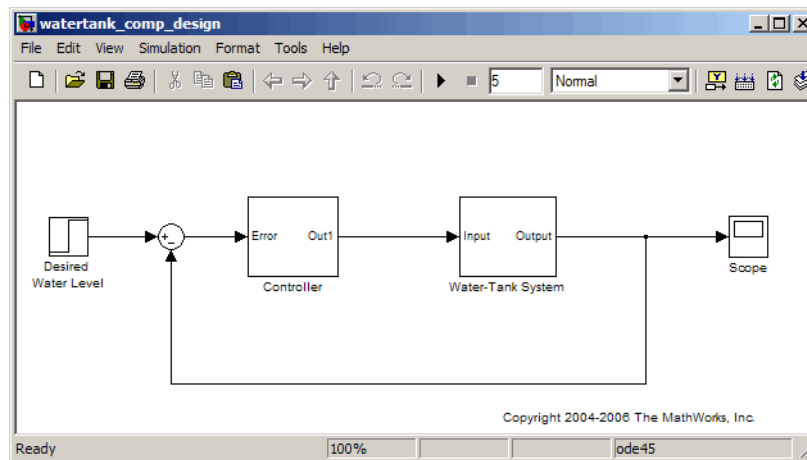 watertank_comp_design
File Edit View Simulation Format Tools Help
5 Normal
Error Out1
Input Output
Desired
Water Level
Controller
Water-Tank System
Scope
Copyright 2004-2006 The MathWorks, Inc.
Ready 100% ode45